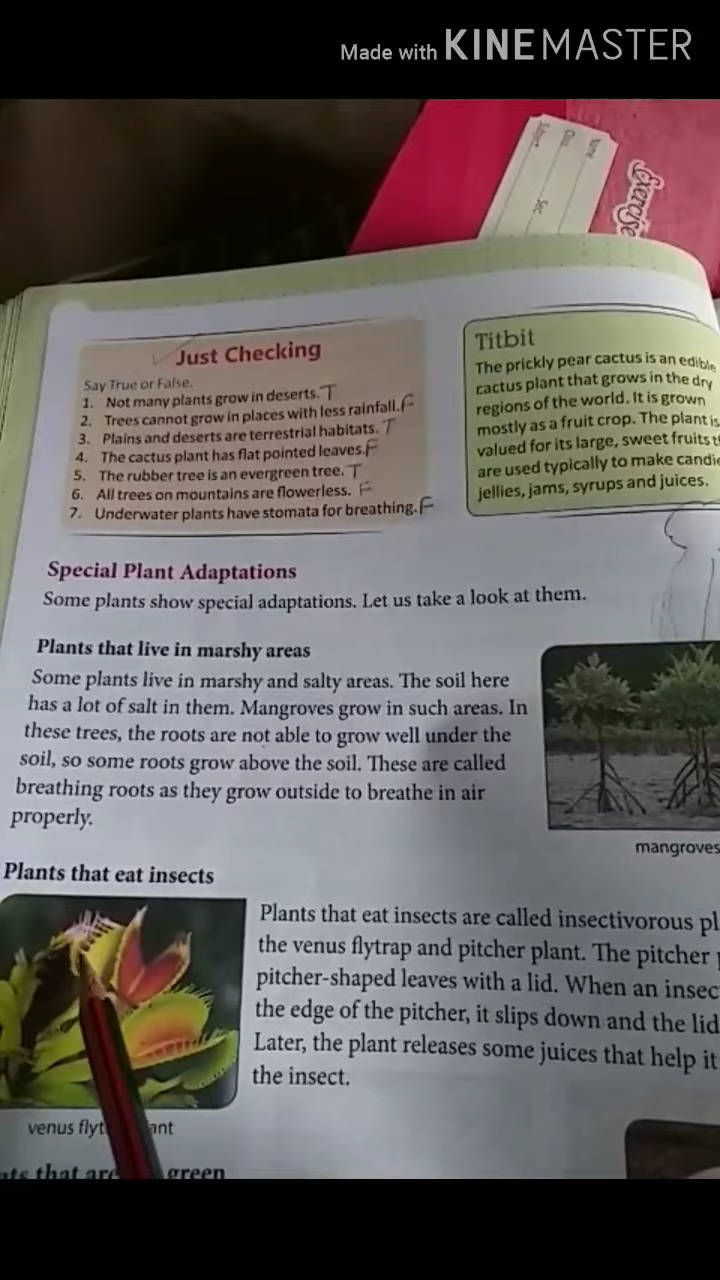 Made with KINEMASTER
Name
Class
Subject
Sec.
Exercise
Just Checking
Say True or False.
1. Not many plants grow in deserts. T
2. Trees cannot grow in places with less rainfall. F
3. Plains and deserts are terrestrial habitats. T
4. The cactus plant has flat pointed leaves. F
5. The rubber tree is an evergreen tree. T
6. All trees on mountains are flowerless. F
7. Underwater plants have stomata for breathing. F
Titbit
The prickly pear cactus is an edible
cactus plant that grows in the dry
regions of the world. It is grown
mostly as a fruit crop. The plant is
valued for its large, sweet fruits
are used typically to make
jellies, jams, syrups and juices.
Special Plant Adaptations
Some plants show special adaptations. Let us take a look at them.
Plants that live in marshy areas
Some plants live in marshy and salty areas. The soil here
has a lot of salt in them. Mangroves grow in such areas. In
these trees, the roots are not able to grow well under the
soil, so some roots grow above the soil. These are called
breathing roots as they grow outside to breathe in air
properly.
mangroves
Plants that eat insects
Plants that eat insects are called insectivorous
the venus flytrap and pitcher plant. The pitcher
pitcher-shaped leaves with a lid. When an
the edge of the pitcher, it slips down and the lid
Later, the plant releases some juices that help it
the insect.
venus
that are green